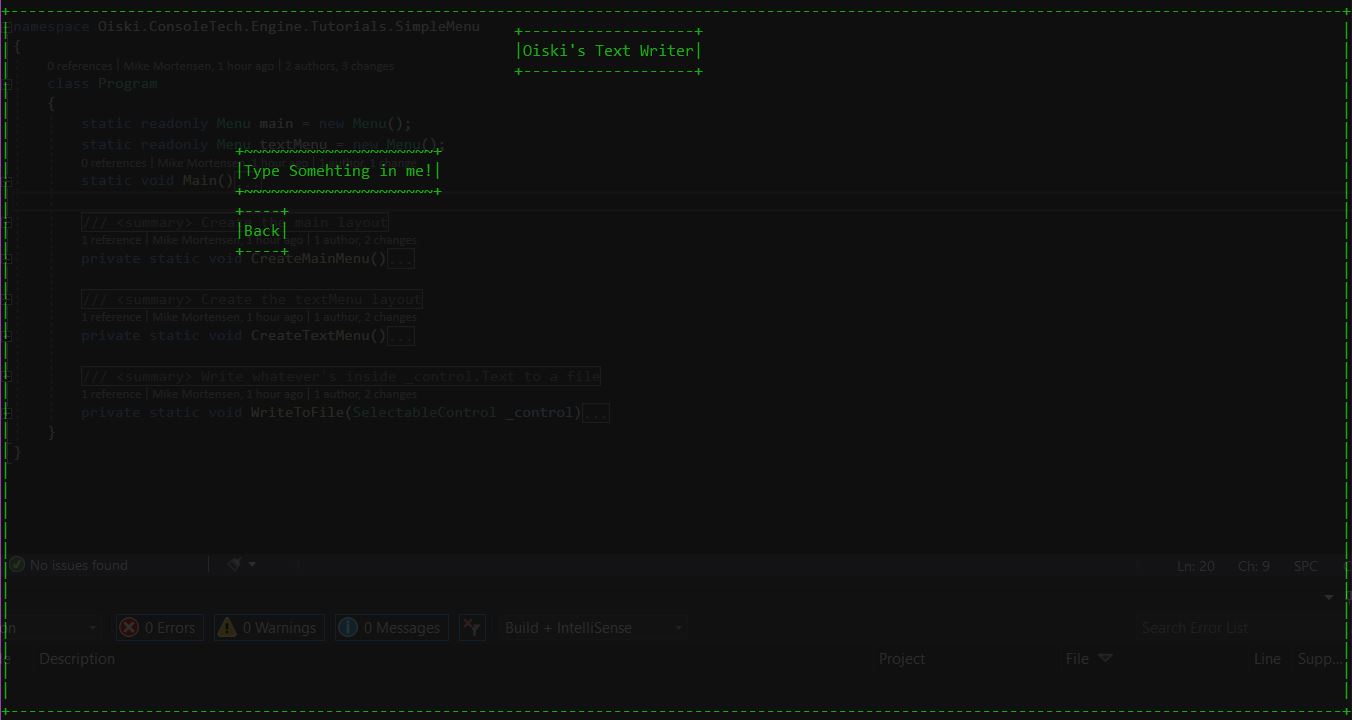 namespace Oiski.ConsoleTech.Engine.Tutorials.SimpleMenu
{
Oiski's Text Writer
0 references | Mike Mortensen, 1 hour ago | 2 authors, 3 changes
class Program
{
static readonly Menu main = new Menu();
static readonly Menu textMenu = new Menu();
0 references | Mike Mortensen, 1 hour ago | 1 author, 1 change
|Type Somehting in me!|
static void Main()
/// <summary> Create the main layout
|Back|
1 reference | Mike Mortensen, 1 hour ago | 1 author, 2 changes
private static void CreateMainMenu()...
/// <summary> Create the textMenu layout
1 reference | Mike Mortensen, 1 hour ago | 1 author, 2 changes
private static void CreateTextMenu()...
/// <summary> Write whatever's inside _control.Text to a file
1 reference | Mike Mortensen, 1 hour ago | 1 author, 2 changes
private static void WriteToFile(SelectableControl _control)...
}
}
No issues found
Ln: 20 Ch: 9 SPC
0 Errors 0 Warnings 0 Messages Build + IntelliSense Search Error List
Description Project File Line Supp...